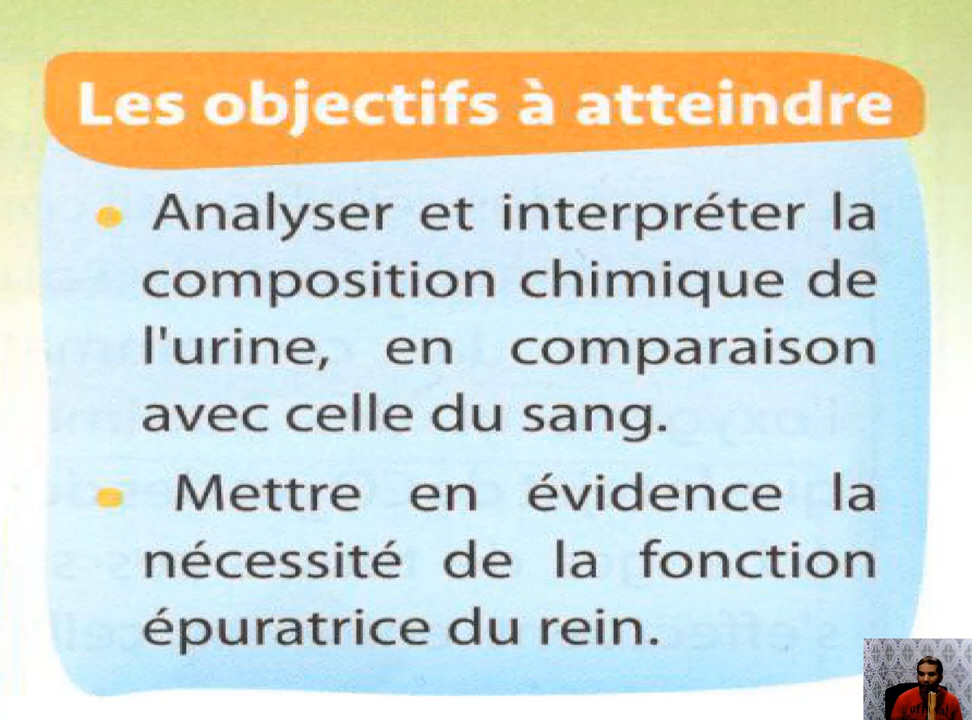 Les objectifs à atteindre
• Analyser et interpréter la
composition chimique de
l'urine, en comparaison
avec celle du sang.
• Mettre en évidence la
nécessité de la fonction
épuratrice du rein.